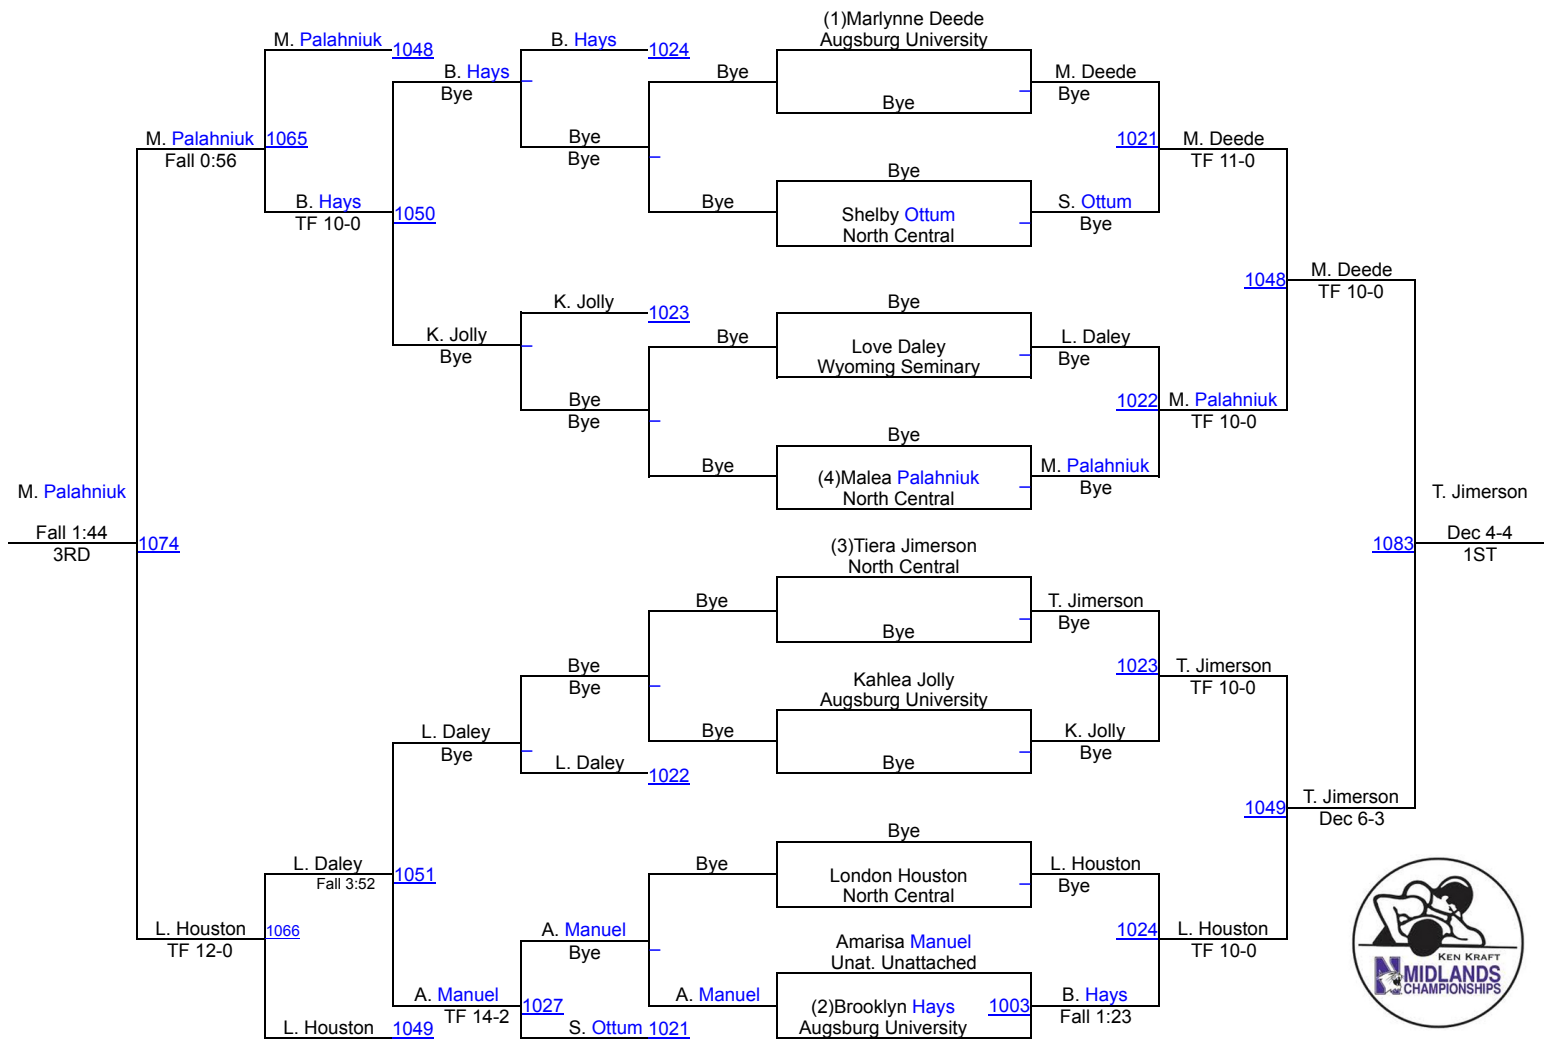 (1)Marlynne Deede
Augsburg University
M. Palahniuk
1048
B. Hays
1024
B. Hays
Bye
Bye
M. Deede
Bye
Bye
M. Palahniuk
Fall 0:56
1065
Bye
Bye
1021
M. Deede
TF 11-0
Bye
B. Hays
TF 10-0
1050
Bye
Shelby Ottum
North Central
S. Ottum
Bye
1048
M. Deede
TF 10-0
K. Jolly
1023
Bye
K. Jolly
Bye
Bye
Love Daley
Wyoming Seminary
L. Daley
Bye
Bye
Bye
1022
M. Palahniuk
TF 10-0
Bye
Bye
(4)Malea Palahniuk
North Central
M. Palahniuk
Bye
M. Palahniuk
Fall 1:44
3RD
1074
T. Jimerson
1083
Dec 4-4
1ST
(3)Tiera Jimerson
North Central
Bye
T. Jimerson
Bye
Bye
Bye
Bye
Kahlea Jolly
Augsburg University
1023
T. Jimerson
TF 10-0
L. Daley
Bye
Bye
K. Jolly
Bye
L. Daley
1022
Bye
1049
T. Jimerson
Dec 6-3
Bye
L. Daley
Fall 3:52
1051
Bye
London Houston
North Central
L. Houston
Bye
L. Houston
TF 12-0
1066
A. Manuel
Bye
Amarisa Manuel
Unat. Unattached
1024
L. Houston
TF 10-0
A. Manuel
TF 14-2
1027
A. Manuel
(2)Brooklyn Hays
Augsburg University
1003
B. Hays
Fall 1:23
L. Houston
1049
S. Ottum
1021
KEN KRAFT
N MIDLANDS
CHAMPIONSHIPS